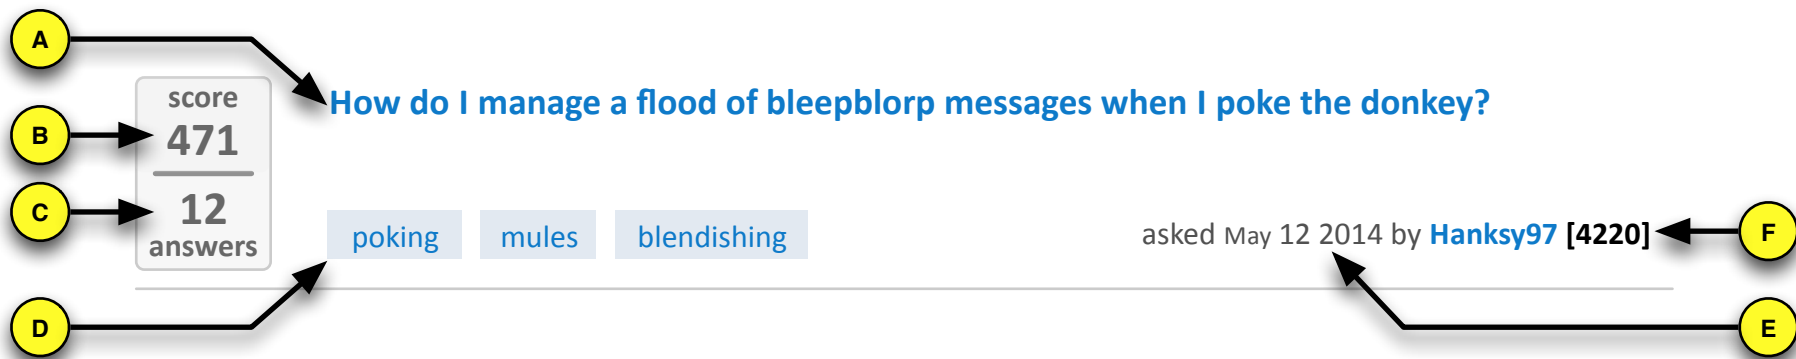 A
How do I manage a flood of bleepblorp messages when I poke the donkey?
score
471
B
12
answers
C
poking mules blendishing
asked May 12 2014 by Hanksy97 [4220]
F
D
E